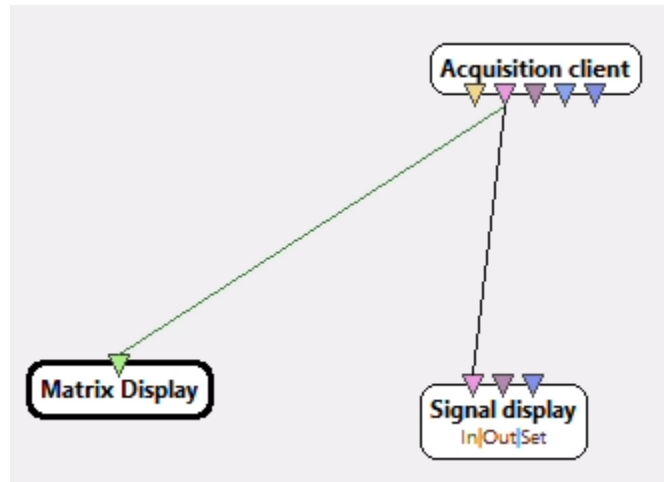 Acquisition client
Matrix Display
Signal display
In|Out|Set